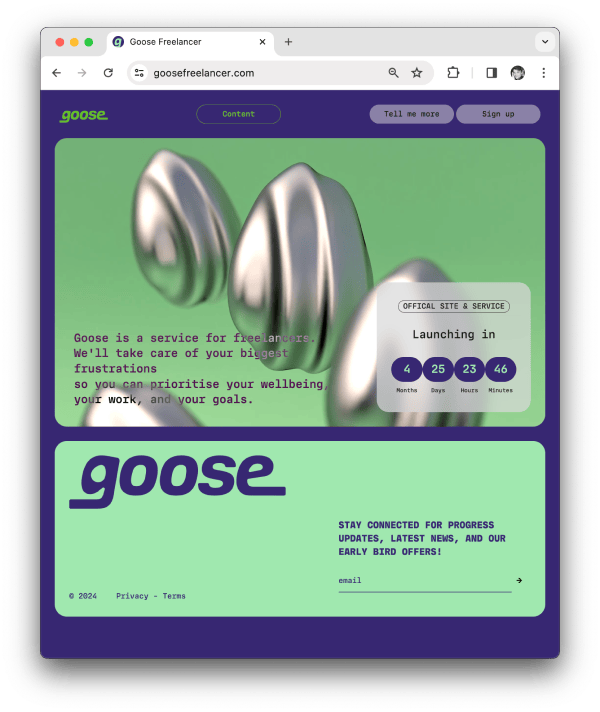 Goose Freelancer
goosefreelancer.com
goose
Content
Tell me more
Sign up
Goose is a service for freelancers.
We'll take care of your biggest
frustrations
so you can prioritise your wellbeing,
your work, and your goals.
OFFICAL SITE & SERVICE
Launching in
4 25 23 46
Months Days Hours Minutes
goose
STAY CONNECTED FOR PROGRESS
UPDATES, LATEST NEWS, AND OUR
EARLY BIRD OFFERS!
email
© 2024 Privacy - Terms